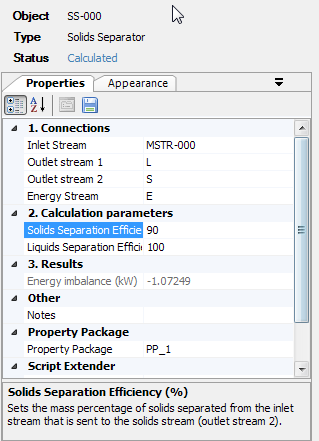 Object SS-000
Type Solids Separator
Status Calculated
Properties Appearance
1. Connections
Inlet Stream MSTR-000
Outlet stream 1 L
Outlet stream 2 S
Energy Stream E
2. Calculation parameters
Solids Separation Efficie 90
Liquids Separation Effici 100
3. Results
Energy imbalance (kW) -1.07249
Other
Notes
Property Package
Property Package PP_1
Script Extender
Solids Separation Efficiency (%)
Sets the mass percentage of solids separated from the inlet
stream that is sent to the solids stream (outlet stream 2).